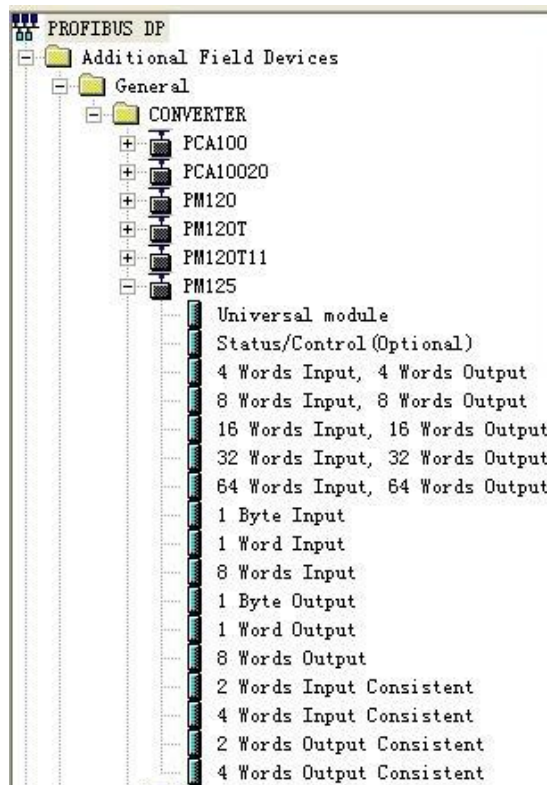 PROFIBUS DP
Additional Field Devices
General
CONVERTER
PCA100
PCA10020
PM120
PM120T
PM120T11
PM125
Universal module
Status/Control(Optional)
4 Words Input, 4 Words Output
8 Words Input, 8 Words Output
16 Words Input, 16 Words Output
32 Words Input, 32 Words Output
64 Words Input, 64 Words Output
1 Byte Input
1 Word Input
8 Words Input
1 Byte Output
1 Word Output
8 Words Output
2 Words Input Consistent
4 Words Input Consistent
2 Words Output Consistent
4 Words Output Consistent